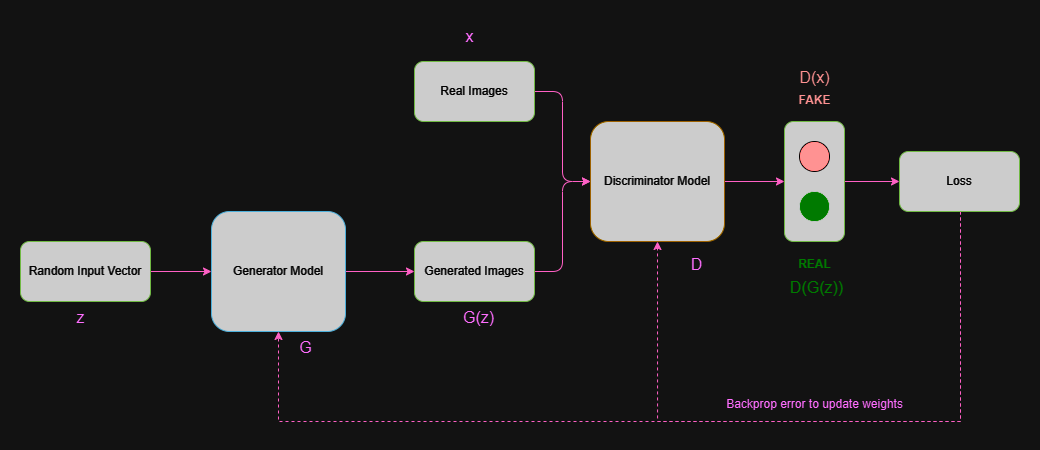 x
Real Images
D(x)
FAKE
Discriminator Model
Loss
Random Input Vector
Generator Model
Generated Images
D
REAL
D(G(z))
z
G(z)
G
Backprop error to update weights